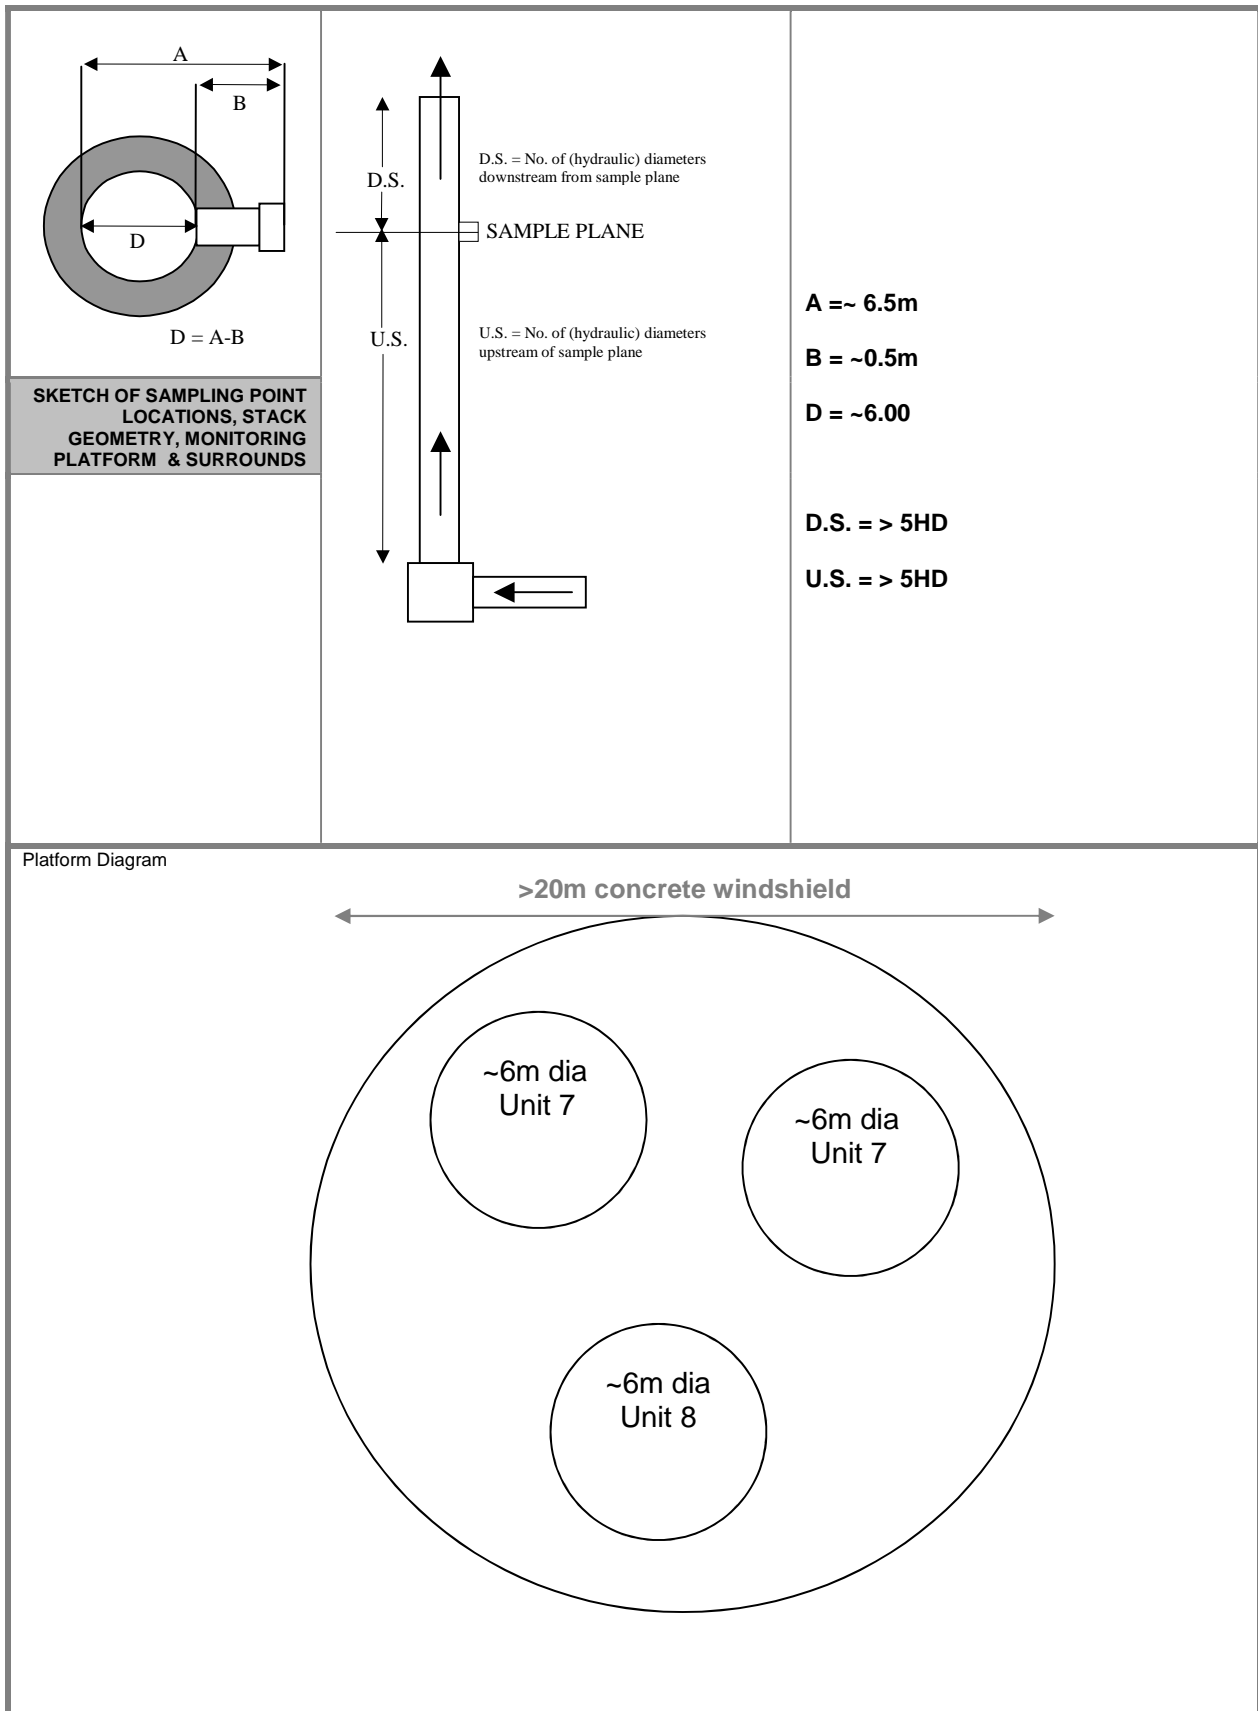 A
B
D
D = A-B
SKETCH OF SAMPLING POINT
LOCATIONS, STACK
GEOMETRY, MONITORING
PLATFORM & SURROUNDS
D.S.
D.S. = No. of (hydraulic) diameters
downstream from sample plane
SAMPLE PLANE
U.S.
U.S. = No. of (hydraulic) diameters
upstream of sample plane
A =~ 6.5m
B = ~0.5m
D = ~6.00
D.S. = > 5HD
U.S. = > 5HD
Platform Diagram
>20m concrete windshield
~6m dia
Unit 7
~6m dia
Unit 7
~6m dia
Unit 8